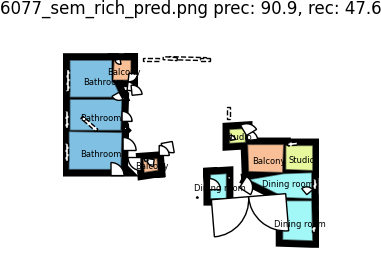 6077_sem_rich_pred.png prec: 90.9, rec: 47.6
Balcony
Bathroom
Bathroom
Studio
Bathroom
Balcony
Balcony
Studio
Dining room
Dining room
Dining room